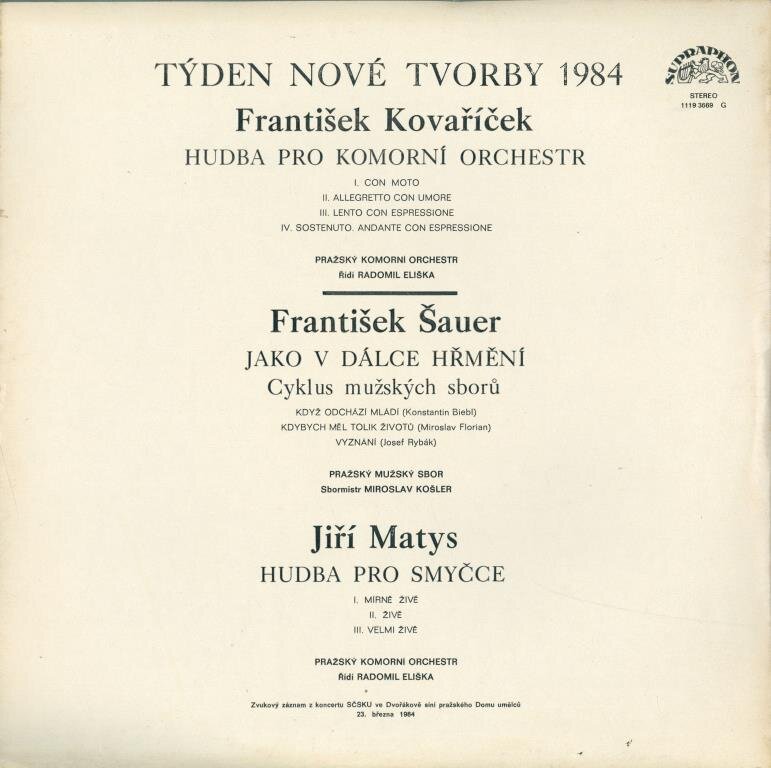 TÝDEN NOVÉ TVORBY 1984
SUPRAPHON
STEREO
1119 3669 G
František Kovaříček
HUDBA PRO KOMORNÍ ORCHESTR
I. CON MOTO
II. ALLEGRETTO CON UMORE
III. LENTO CON ESPRESSIONE
IV. SOSTENUTO. ANDANTE CON ESPRESSIONE
PRAŽSKÝ KOMORNÍ ORCHESTR
Řídí RADOMIL ELIŠKA
František Šauer
JAKO V DÁLCE HŘMĚNÍ
Cyklus mužských sborů
KDYŽ ODCHÁZÍ MLÁDÍ (Konstantin Biebl)
KDYBYCH MĚL TOLIK ŽIVOTŮ (Miroslav Florian)
VYZNÁNÍ (Josef Rybák)
PRAŽSKÝ MUŽSKÝ SBOR
Sbormistr MIROSLAV KOŠLER
Jiří Matys
HUDBA PRO SMYČCE
I. MÍRNĚ ŽIVĚ
II. ŽIVĚ
III. VELMI ŽIVĚ
PRAŽSKÝ KOMORNÍ ORCHESTR
Řídí RADOMIL ELIŠKA
Zvukový záznam z koncertu SČSKU ve Dvořákově síni pražského Domu umělců
23. března 1984